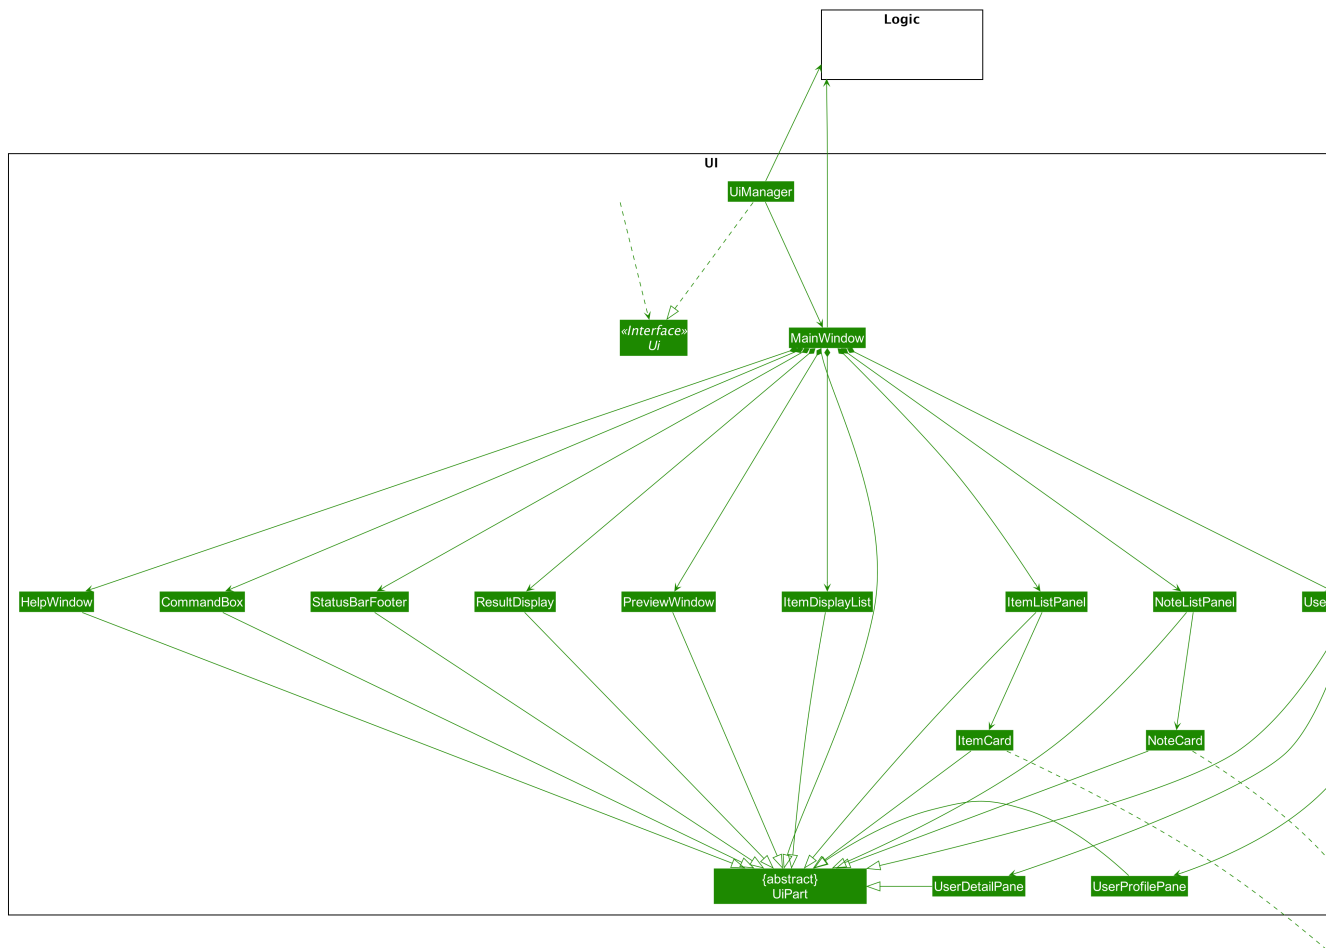 Logic
UI
UiManager
«Interface»
Ui
MainWindow
HelpWindow
CommandBox
StatusBarFooter
ResultDisplay
PreviewWindow
ItemDisplayList
ItemListPanel
NoteListPanel
Use
ItemCard
NoteCard
{abstract}
UiPart
UserDetailPane
UserProfilePane